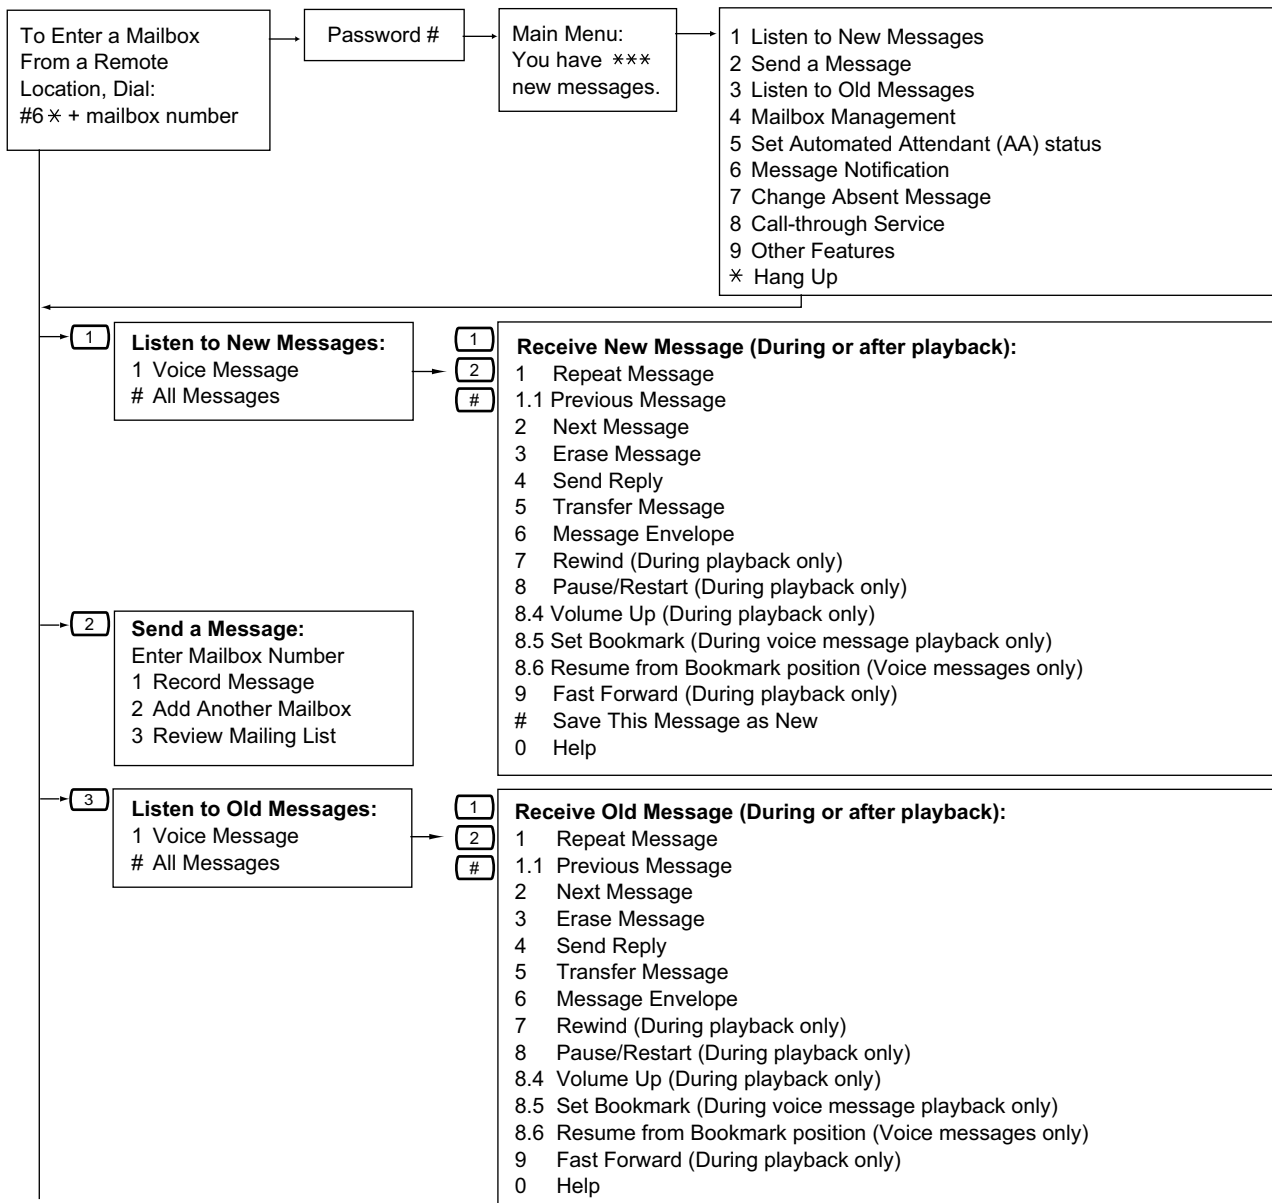 To Enter a Mailbox
From a Remote
Location, Dial:
#6 * + mailbox number
Password #
Main Menu:
You have ***
new messages.
1 Listen to New Messages
2 Send a Message
3 Listen to Old Messages
4 Mailbox Management
5 Set Automated Attendant (AA) status
6 Message Notification
7 Change Absent Message
8 Call-through Service
9 Other Features
* Hang Up
1
Listen to New Messages:
1 Voice Message
# All Messages
1
2
#
Receive New Message (During or after playback):
1 Repeat Message
1.1 Previous Message
2 Next Message
3 Erase Message
4 Send Reply
5 Transfer Message
6 Message Envelope
7 Rewind (During playback only)
8 Pause/Restart (During playback only)
8.4 Volume Up (During playback only)
8.5 Set Bookmark (During voice message playback only)
8.6 Resume from Bookmark position (Voice messages only)
9 Fast Forward (During playback only)
# Save This Message as New
0 Help
2
Send a Message:
Enter Mailbox Number
1 Record Message
2 Add Another Mailbox
3 Review Mailing List
3
Listen to Old Messages:
1 Voice Message
# All Messages
1
2
#
Receive Old Message (During or after playback):
1 Repeat Message
1.1 Previous Message
2 Next Message
3 Erase Message
4 Send Reply
5 Transfer Message
6 Message Envelope
7 Rewind (During playback only)
8 Pause/Restart (During playback only)
8.4 Volume Up (During playback only)
8.5 Set Bookmark (During voice message playback only)
8.6 Resume from Bookmark position (Voice messages only)
9 Fast Forward (During playback only)
0 Help